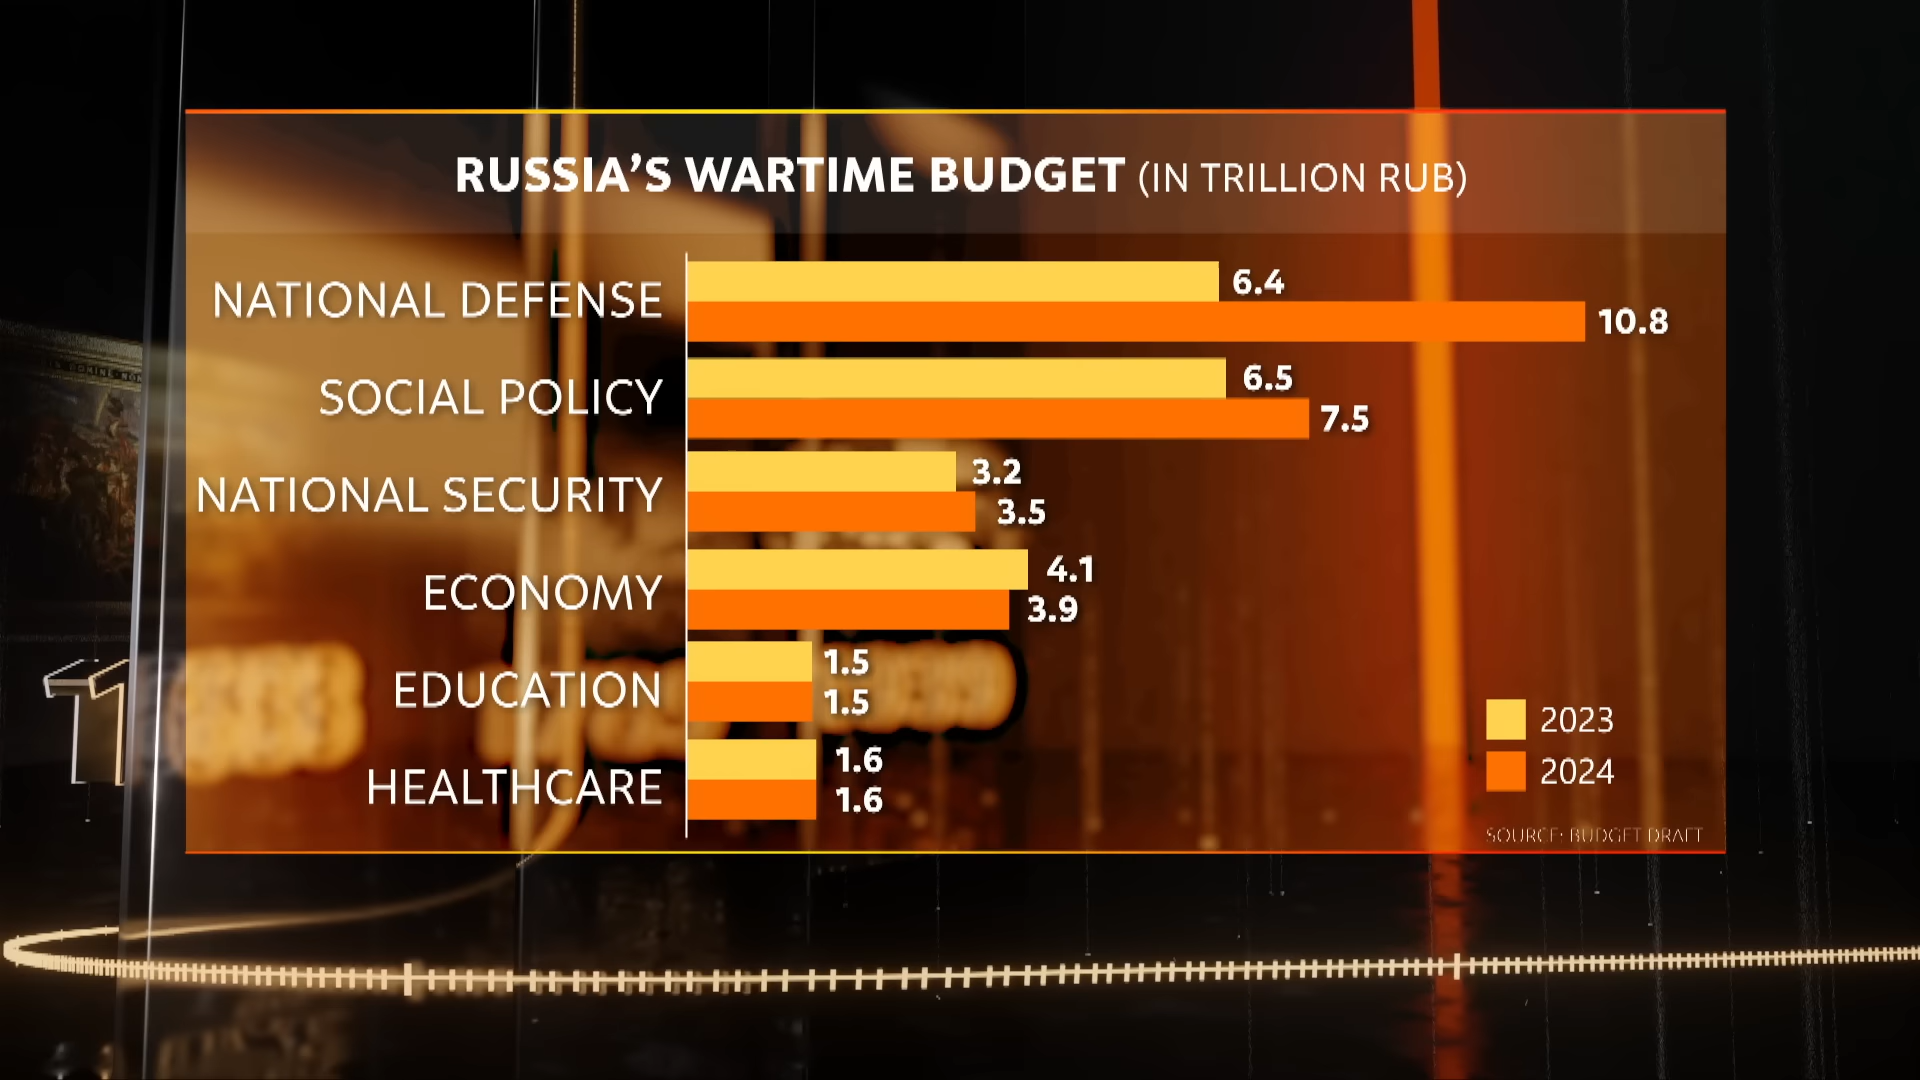 RUSSIA'S WARTIME BUDGET (IN TRILLION RUB)
NATIONAL DEFENSE
6.4
10.8
SOCIAL POLICY
6.5
7.5
NATIONAL SECURITY
3.2
3.5
ECONOMY
4.1
3.9
EDUCATION
1.5
1.5
HEALTHCARE
1.6
1.6
2023
2024
SOURCE: BUDGET DRAFT
11